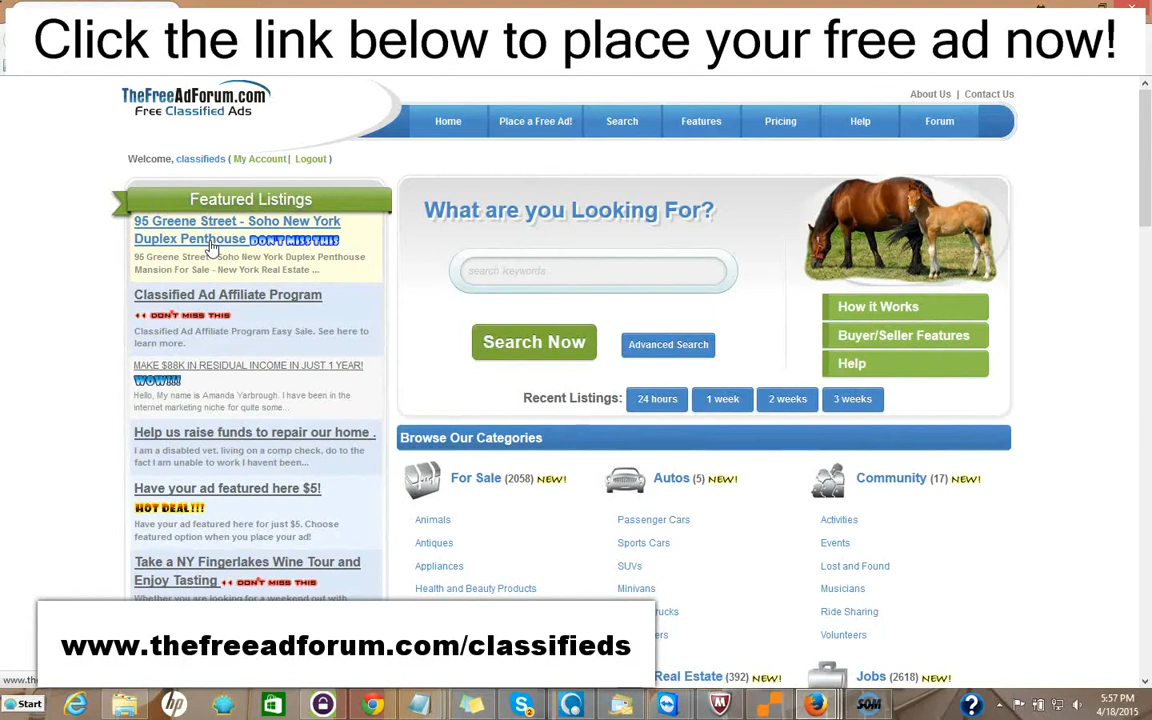 Click the link below to place your free ad now!
TheFreeAdForum.com
Free Classified Ads
About Us | Contact Us
Home Place a Free Ad! Search Features Pricing Help Forum
Welcome, classifieds ( My Account | Logout )
Featured Listings
95 Greene Street - Soho New York
Duplex Penthouse DON'T MISS THIS
95 Greene Street - Soho New York Duplex Penthouse
Mansion For Sale - New York Real Estate ...
Classified Ad Affiliate Program
DON'T MISS THIS
Classified Ad Affiliate Program Easy Sale. See here to
learn more.
MAKE $88K IN RESIDUAL INCOME IN JUST 1 YEAR!
WOW!!!
Hello, My name is Amanda Yarbrough. I have been in the
internet marketing niche for quite some...
Help us raise funds to repair our home .
I am a disabled vet. living on a comp check, do to the
fact I am unable to work I havent been...
Have your ad featured here $5!
HOT DEAL!!!
Have your ad featured here for just $5. Choose
featured option when you place your ad!
Take a NY Fingerlakes Wine Tour and
Enjoy Tasting DON'T MISS THIS
Whether you are looking for a weekend out with
What are you Looking For?
search keywords
Search Now Advanced Search
How it Works
Buyer/Seller Features
Help
Recent Listings: 24 hours 1 week 2 weeks 3 weeks
Browse Our Categories
For Sale (2058) NEW!
Animals
Antiques
Appliances
Health and Beauty Products
Autos (5) NEW!
Passenger Cars
Sports Cars
SUVs
Minivans
Community (17) NEW!
Activities
Events
Lost and Found
Musicians
Ride Sharing
Volunteers
Real Estate (392) NEW!
Jobs (2618) NEW!
www.thefreeadforum.com/classifieds
Start
5:57 PM
4/18/2015